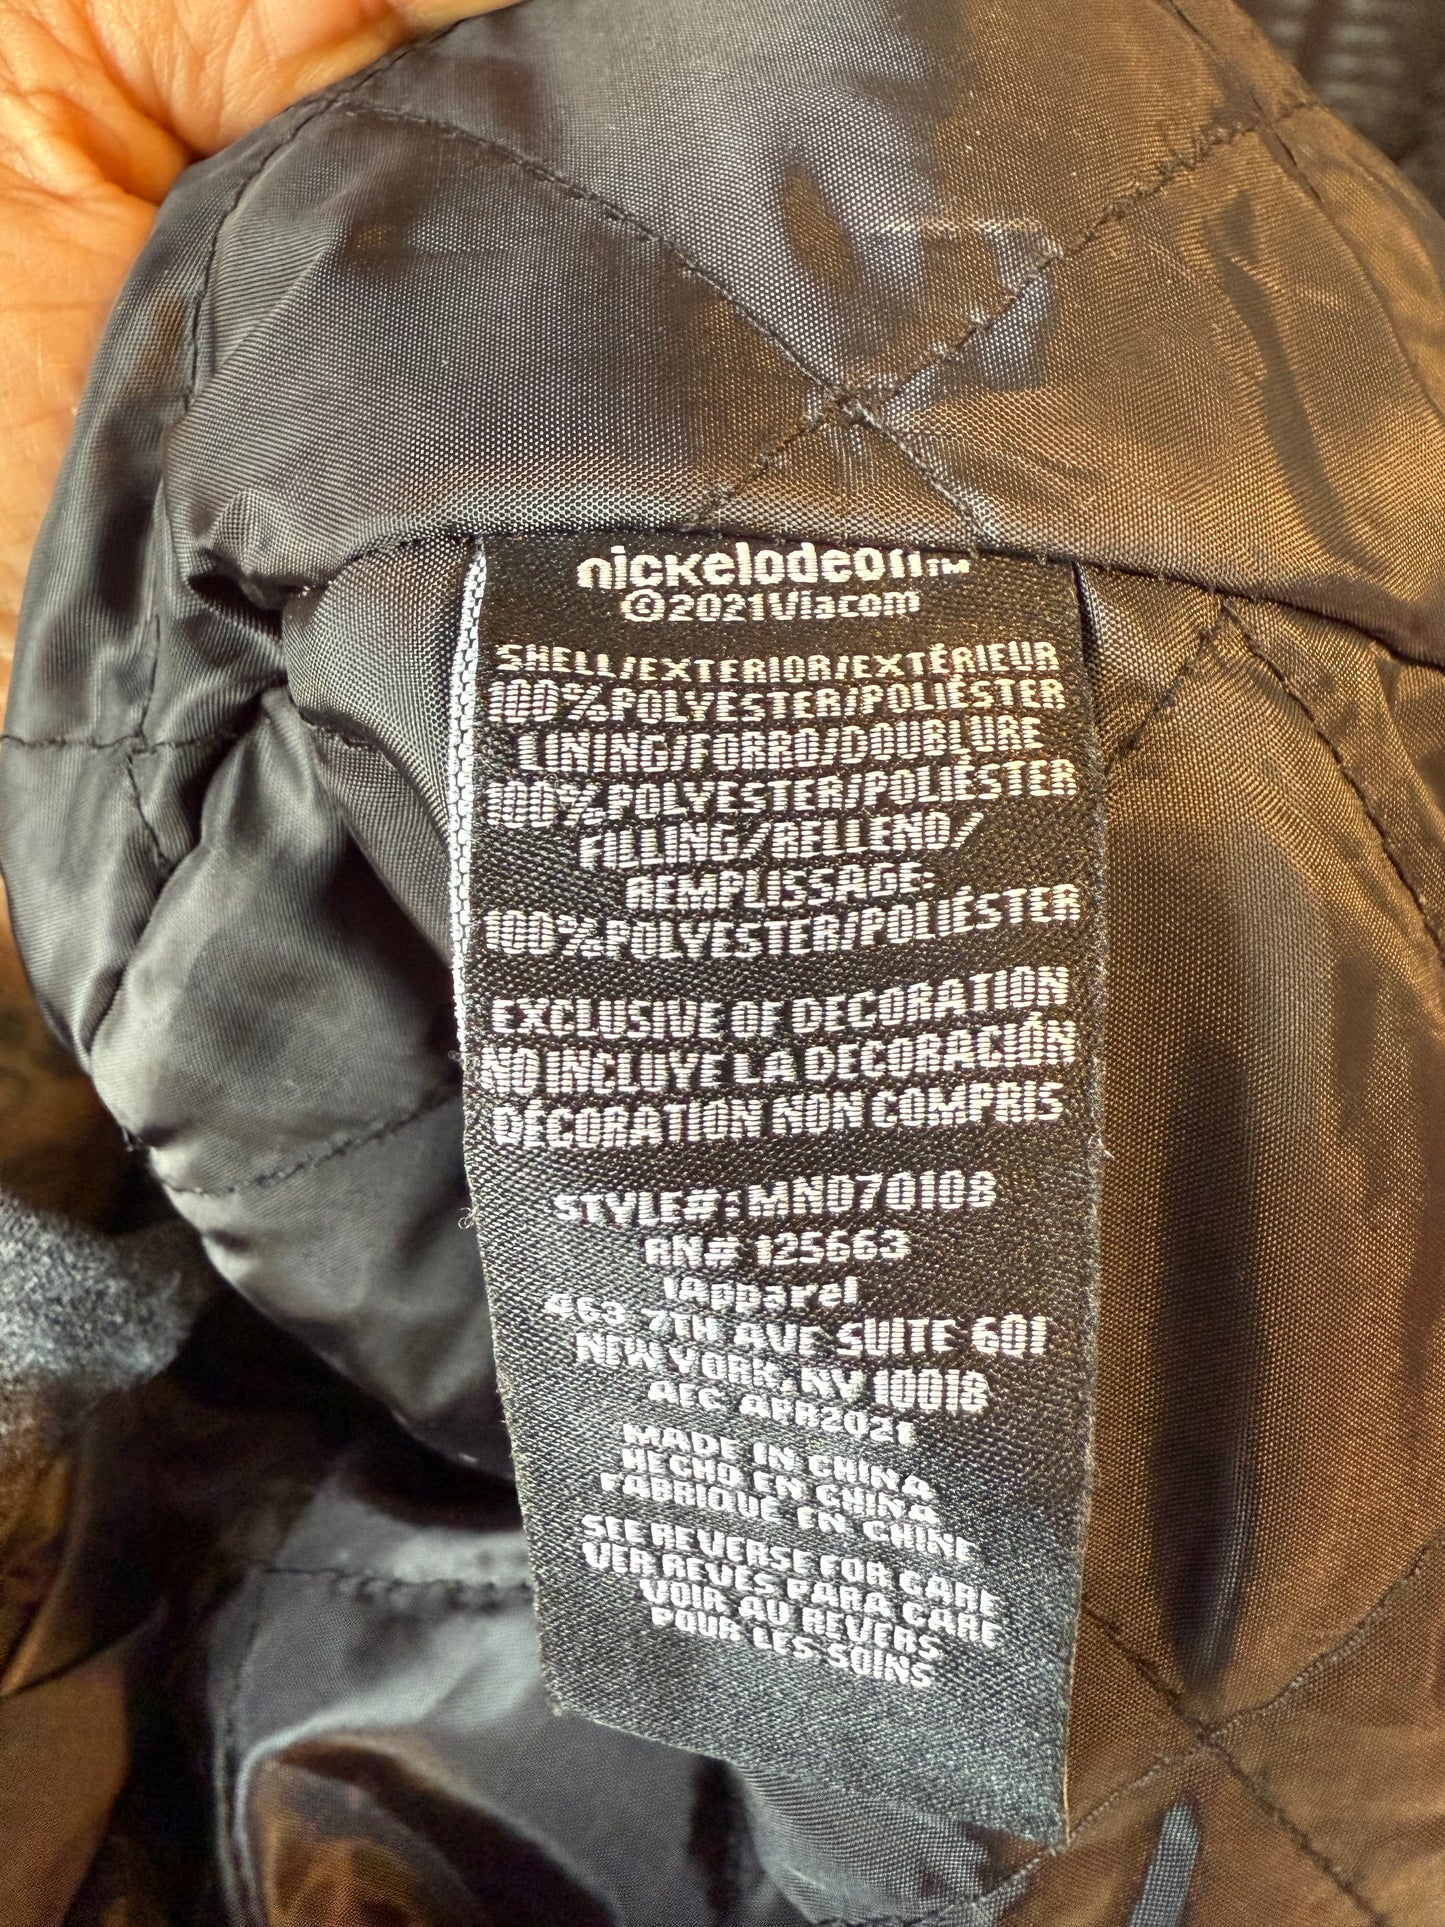 nickelodeon™
©2021Viacom
SHELL/EXTERIOR/EXTÉRIEUR
100%POLYESTER/POLIÉSTER
LINING/FORRO/DOUBLURE
100%POLYESTER/POLIÉSTER
FILLING/RELLENO/
REMPLISSAGE:
100%POLYESTER/POLIÉSTER
EXCLUSIVE OF DECORATION
NO INCLUYE LA DECORACIÓN
DÉCORATION NON COMPRIS
STYLE#:MN070108
RN# 125663
1Apparel
463 7TH AVE SUITE 601
NEW YORK, NY 10018
AEC APR2021
MADE IN CHINA
HECHO EN CHINA
FABRIQUÉ EN CHINE
SEE REVERSE FOR CARE
VER REVES PARA CARE
VOIR AU REVERS
POUR LES SOINS